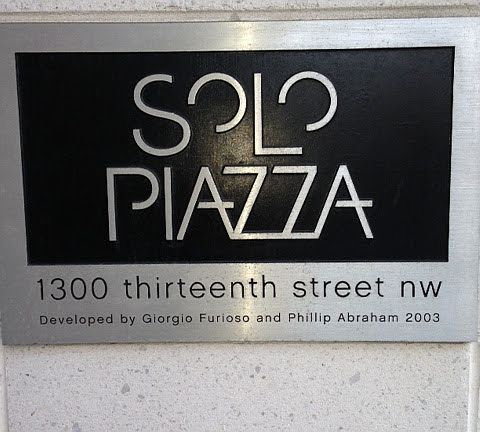 SOLO
PIAZZA
1300 thirteenth street nw
Developed by Giorgio Furioso and Phillip Abraham 2003